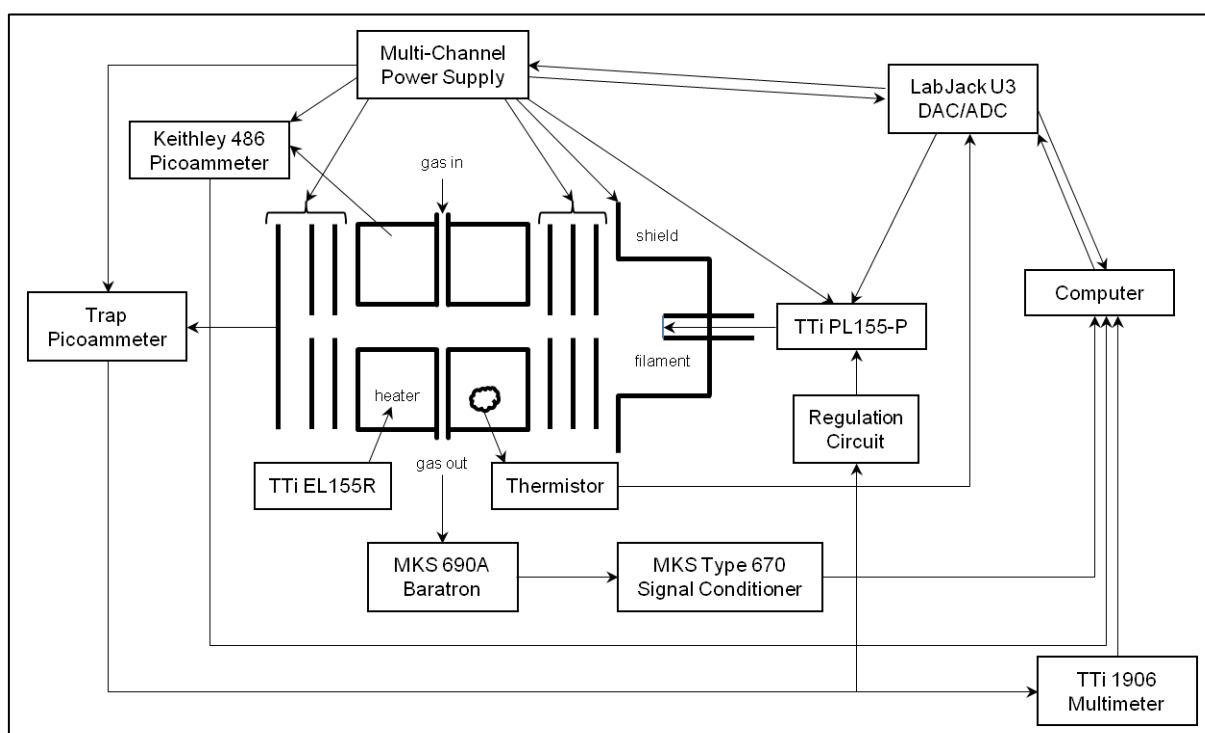 Multi-Channel
Power Supply
LabJack U3
DAC/ADC
Keithley 486
Picoammeter
gas in
shield
Trap
Picoammeter
TTi PL155-P
Computer
filament
heater
Regulation
Circuit
gas out
TTi EL155R
Thermistor
MKS 690A
Baratron
MKS Type 670
Signal Conditioner
TTi 1906
Multimeter